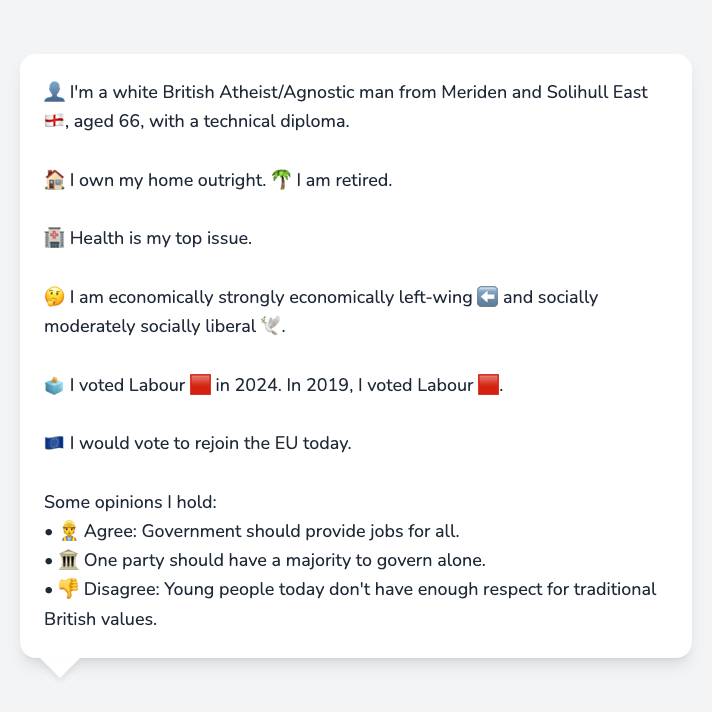 👤 I'm a white British Atheist/Agnostic man from Meriden and Solihull East
🏴󠁧󠁢󠁥󠁮󠁧󠁿, aged 66, with a technical diploma.
🏠 I own my home outright. 🌴 I am retired.
🏥 Health is my top issue.
🤔 I am economically strongly economically left-wing ⬅️ and socially
moderately socially liberal 🕊️.
🗳️ I voted Labour 🟥 in 2024. In 2019, I voted Labour 🟥.
🇪🇺 I would vote to rejoin the EU today.
Some opinions I hold:
• 👷 Agree: Government should provide jobs for all.
• 🏛️ One party should have a majority to govern alone.
• 👎 Disagree: Young people today don't have enough respect for traditional
British values.